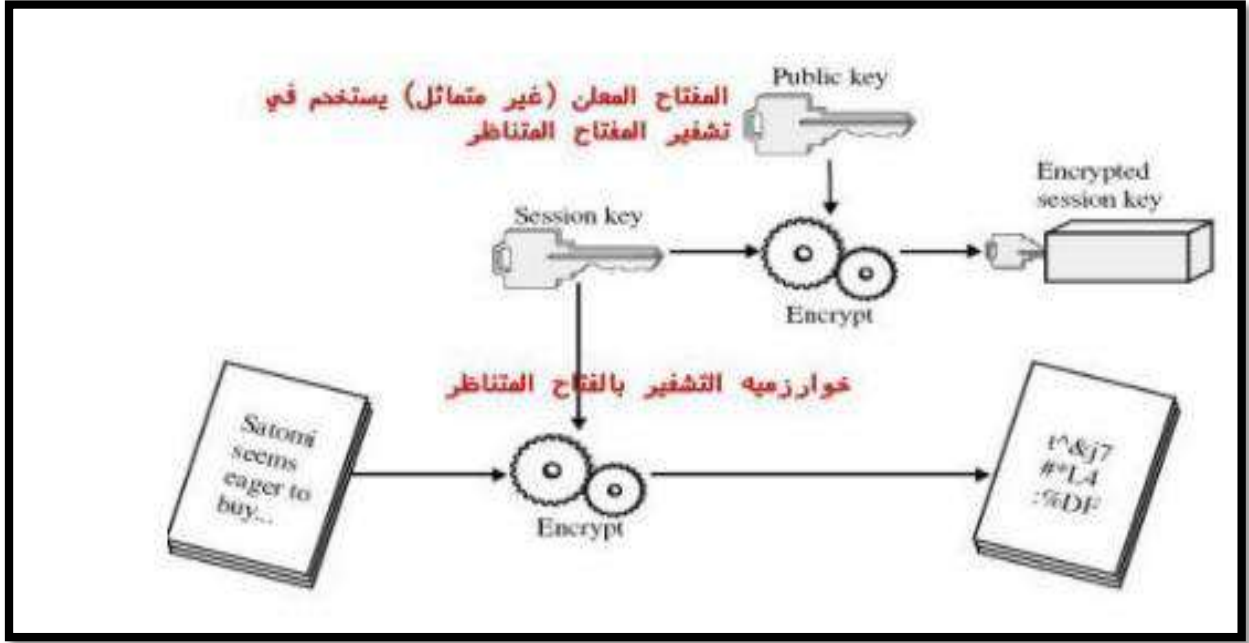 Public key
المفتاح المعلن (غير متماثل) يستخدم في
تشفير المفتاح المتناظر
Encrypted
session key
Session key
Encrypt
خوارزميه التشفير بالفتاح المتناظر
Satomi
seems
eager to
buy...
Encrypt
t^&j7
#*L4
:%DF